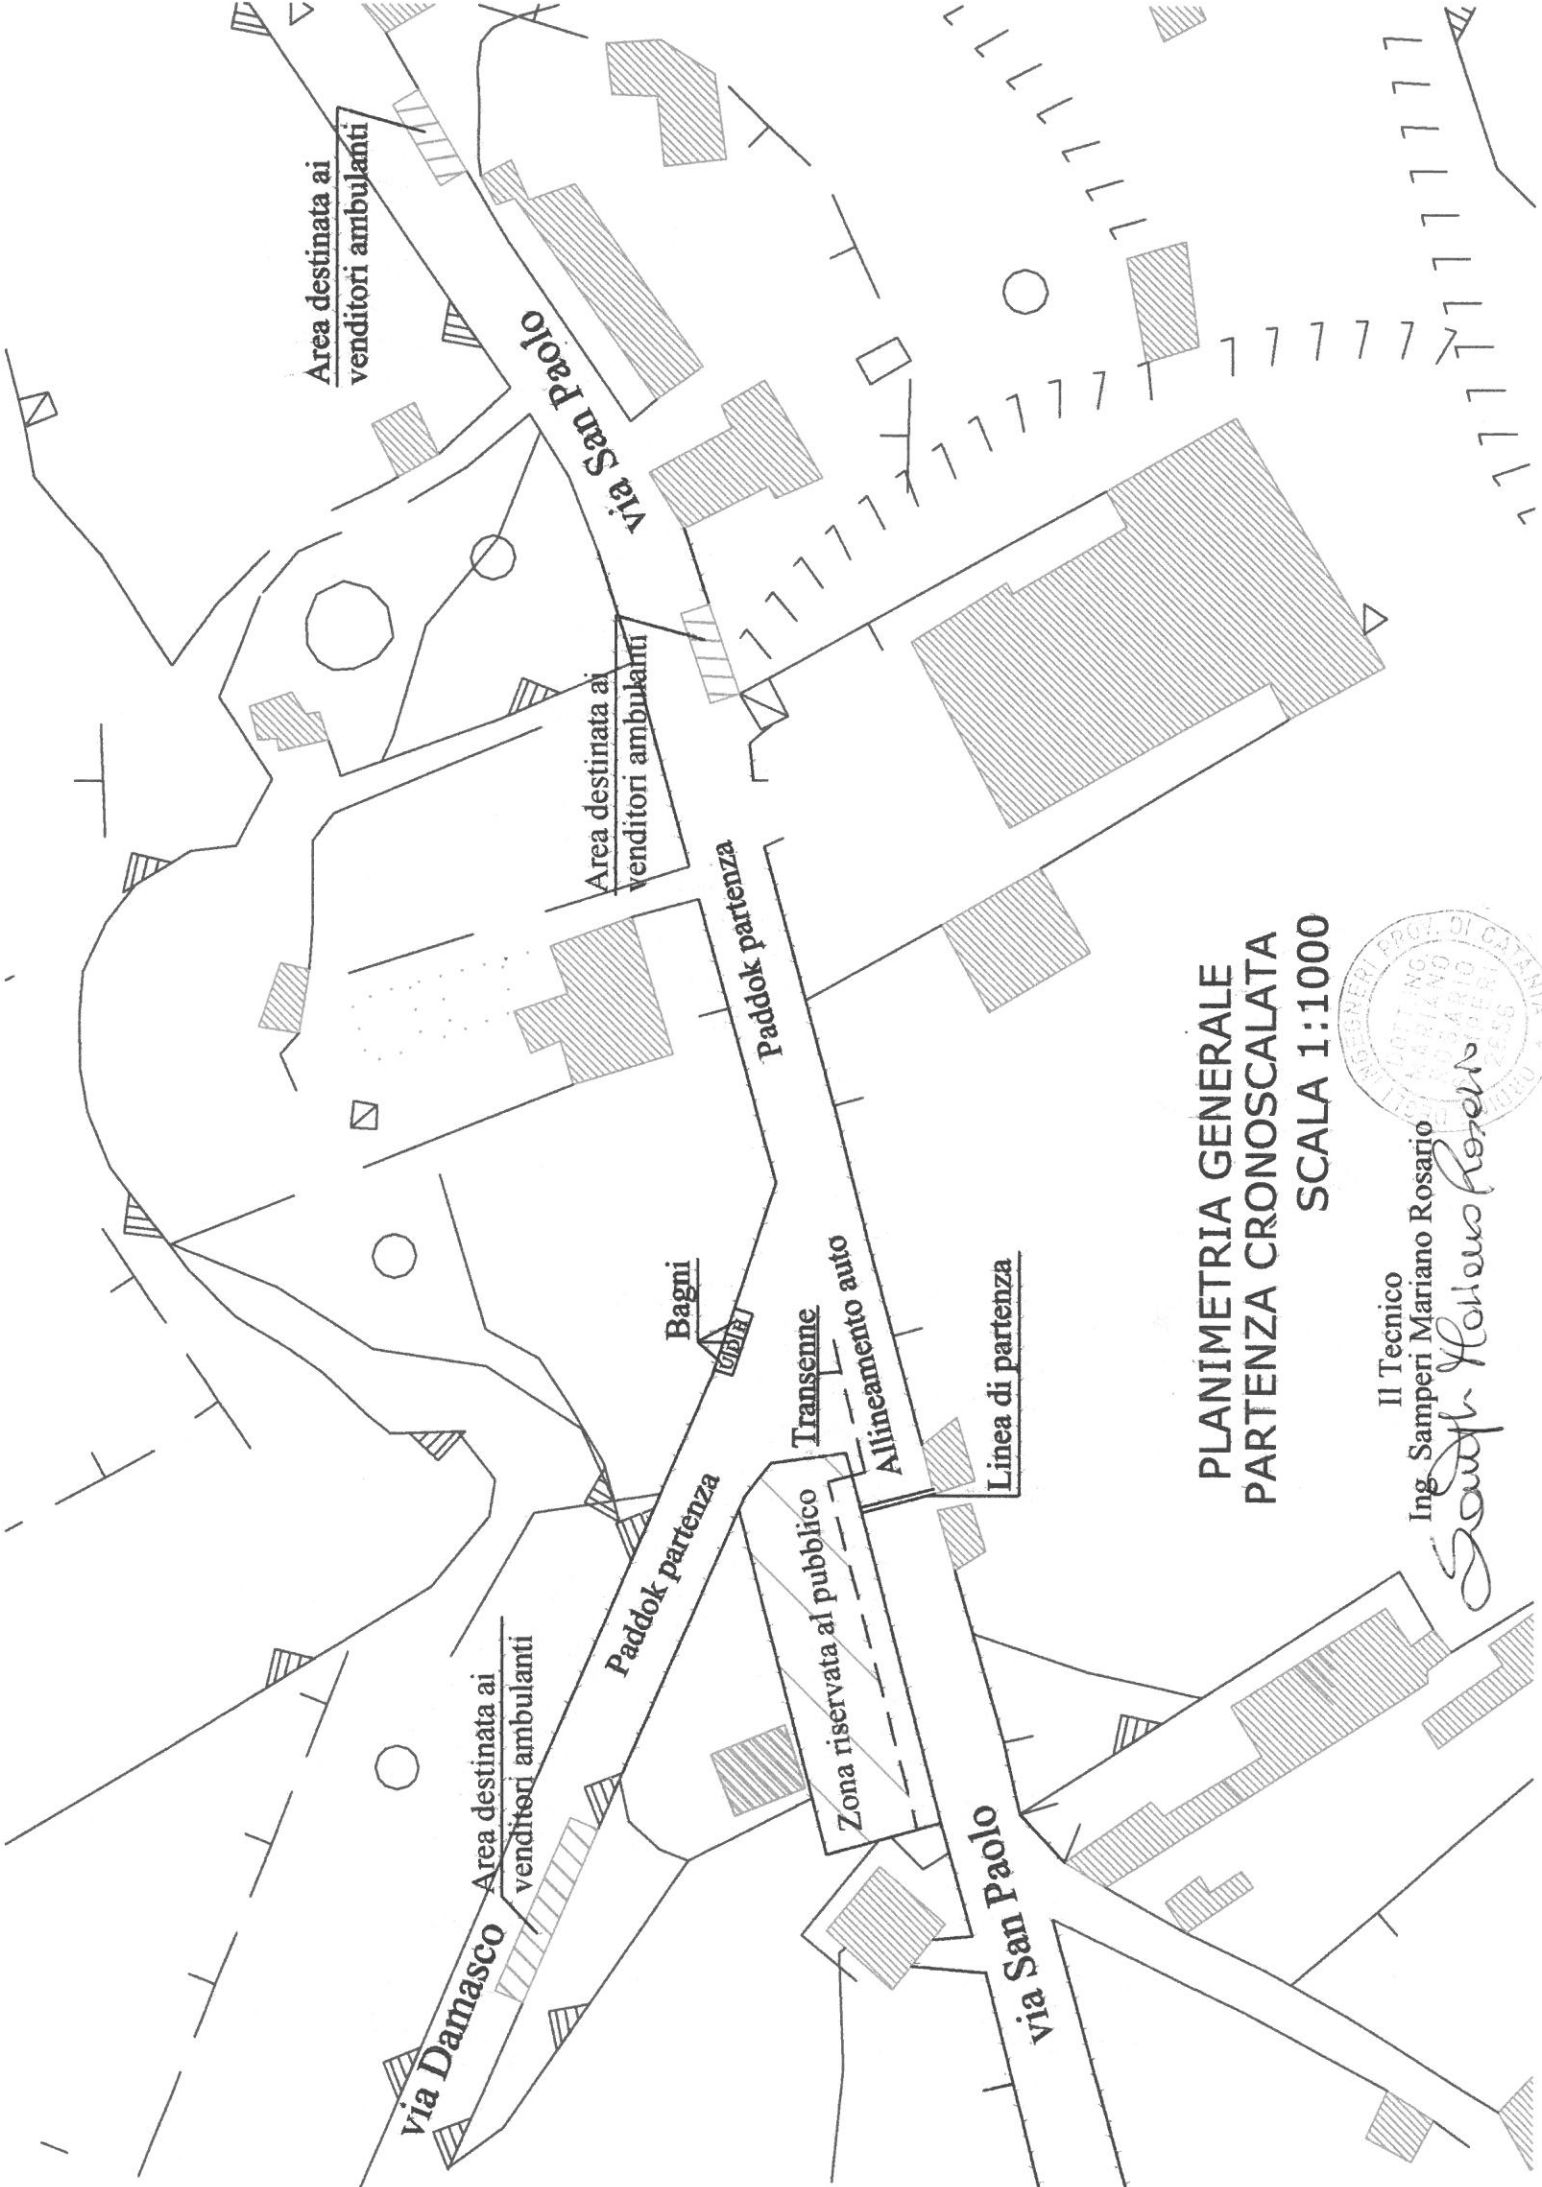 Area destinata ai
venditori ambulanti
via San Paolo
Area destinata ai
venditori ambulanti
Paddok partenza
Bagni
Transenne
Allineamento auto
Linea di partenza
Paddok partenza
Zona riservata al pubblico
Area destinata ai
venditori ambulanti
via Damasco
via San Paolo
PLANIMETRIA GENERALE
PARTENZA CRONOSCALATA
SCALA 1:1000
Il Tecnico
Ing. Samperi Mariano Rosario